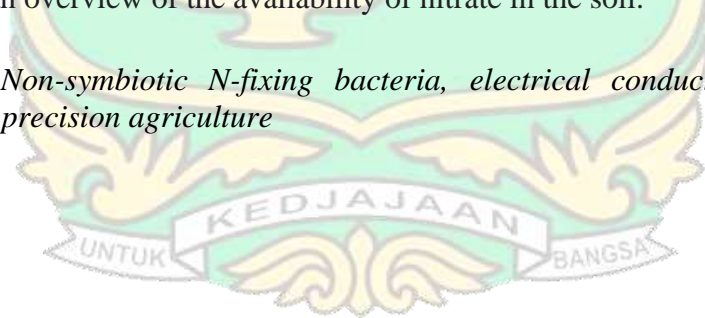 overview of the availability of nitrate in the soil.
Non-symbiotic N-fixing bacteria, electrical
precision agriculture
KEDJAJAAN
UNTUK
BANGSA